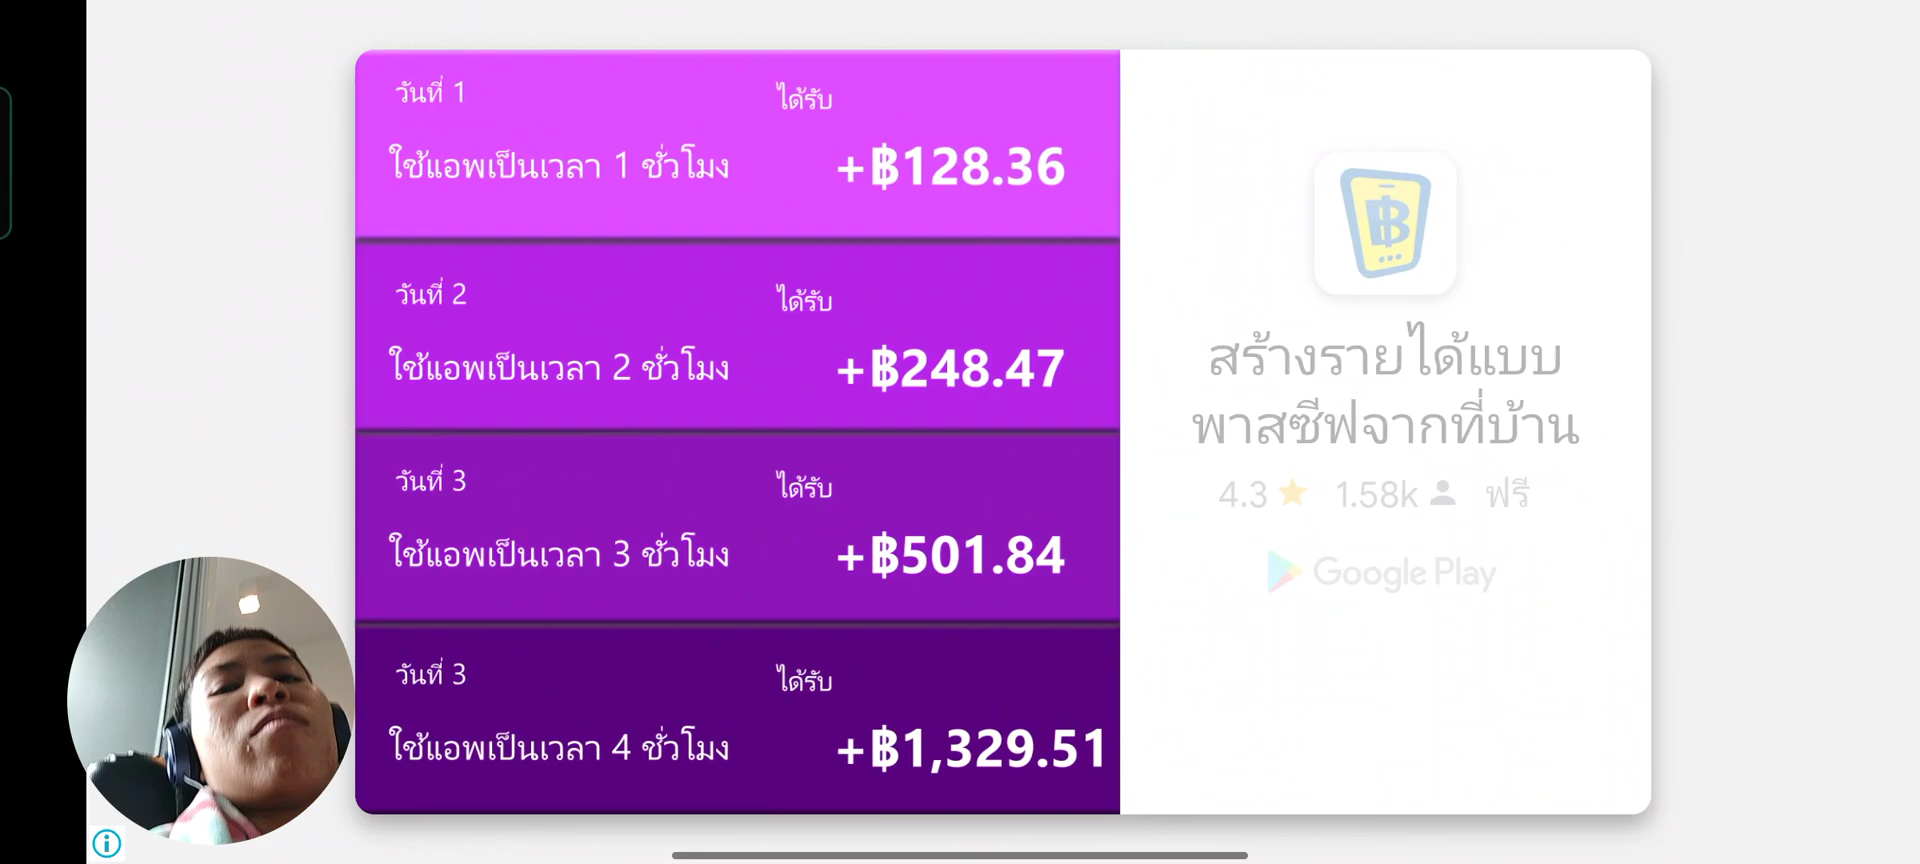 วันที่ 1
ได้รับ
ใช้แอพเป็นเวลา 1 ชั่วโมง
+฿128.36
วันที่ 2
ได้รับ
ใช้แอพเป็นเวลา 2 ชั่วโมง
+฿248.47
วันที่ 3
ได้รับ
ใช้แอพเป็นเวลา 3 ชั่วโมง
+฿501.84
วันที่ 3
ได้รับ
ใช้แอพเป็นเวลา 4 ชั่วโมง
+฿1,329.51
฿
สร้างรายได้แบบ
พาสซีฟจากที่บ้าน
4.3 ★ 1.58k ฟรี
Google Play